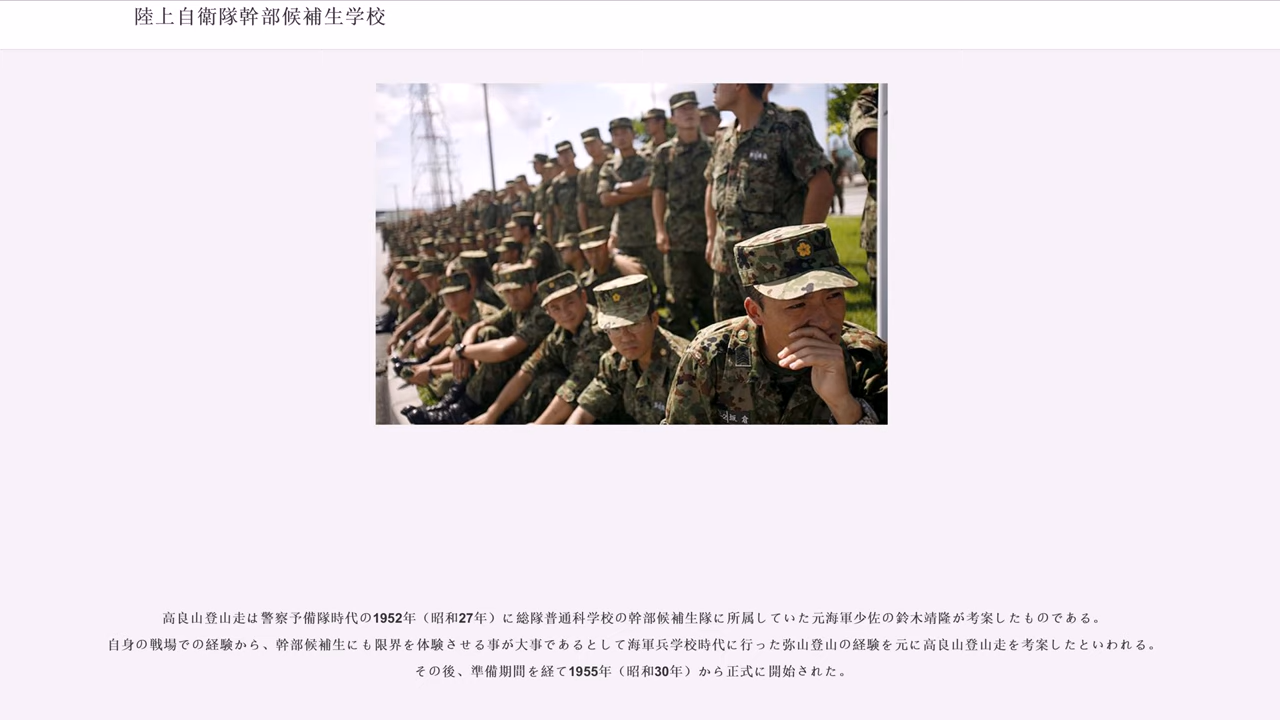 陸上自衛隊幹部候補生学校
高良山登山走は警察予備隊時代の1952年（昭和27年）に総隊普通科学校の幹部候補生隊に所属していた元海軍少佐の鈴木靖隆が考案したものである。
自身の戦場での経験から、幹部候補生にも限界を体験させる事が大事であるとして海軍兵学校時代に行った弥山登山の経験を元に高良山登山走を考案したといわれる。
その後、準備期間を経て1955年（昭和30年）から正式に開始された。